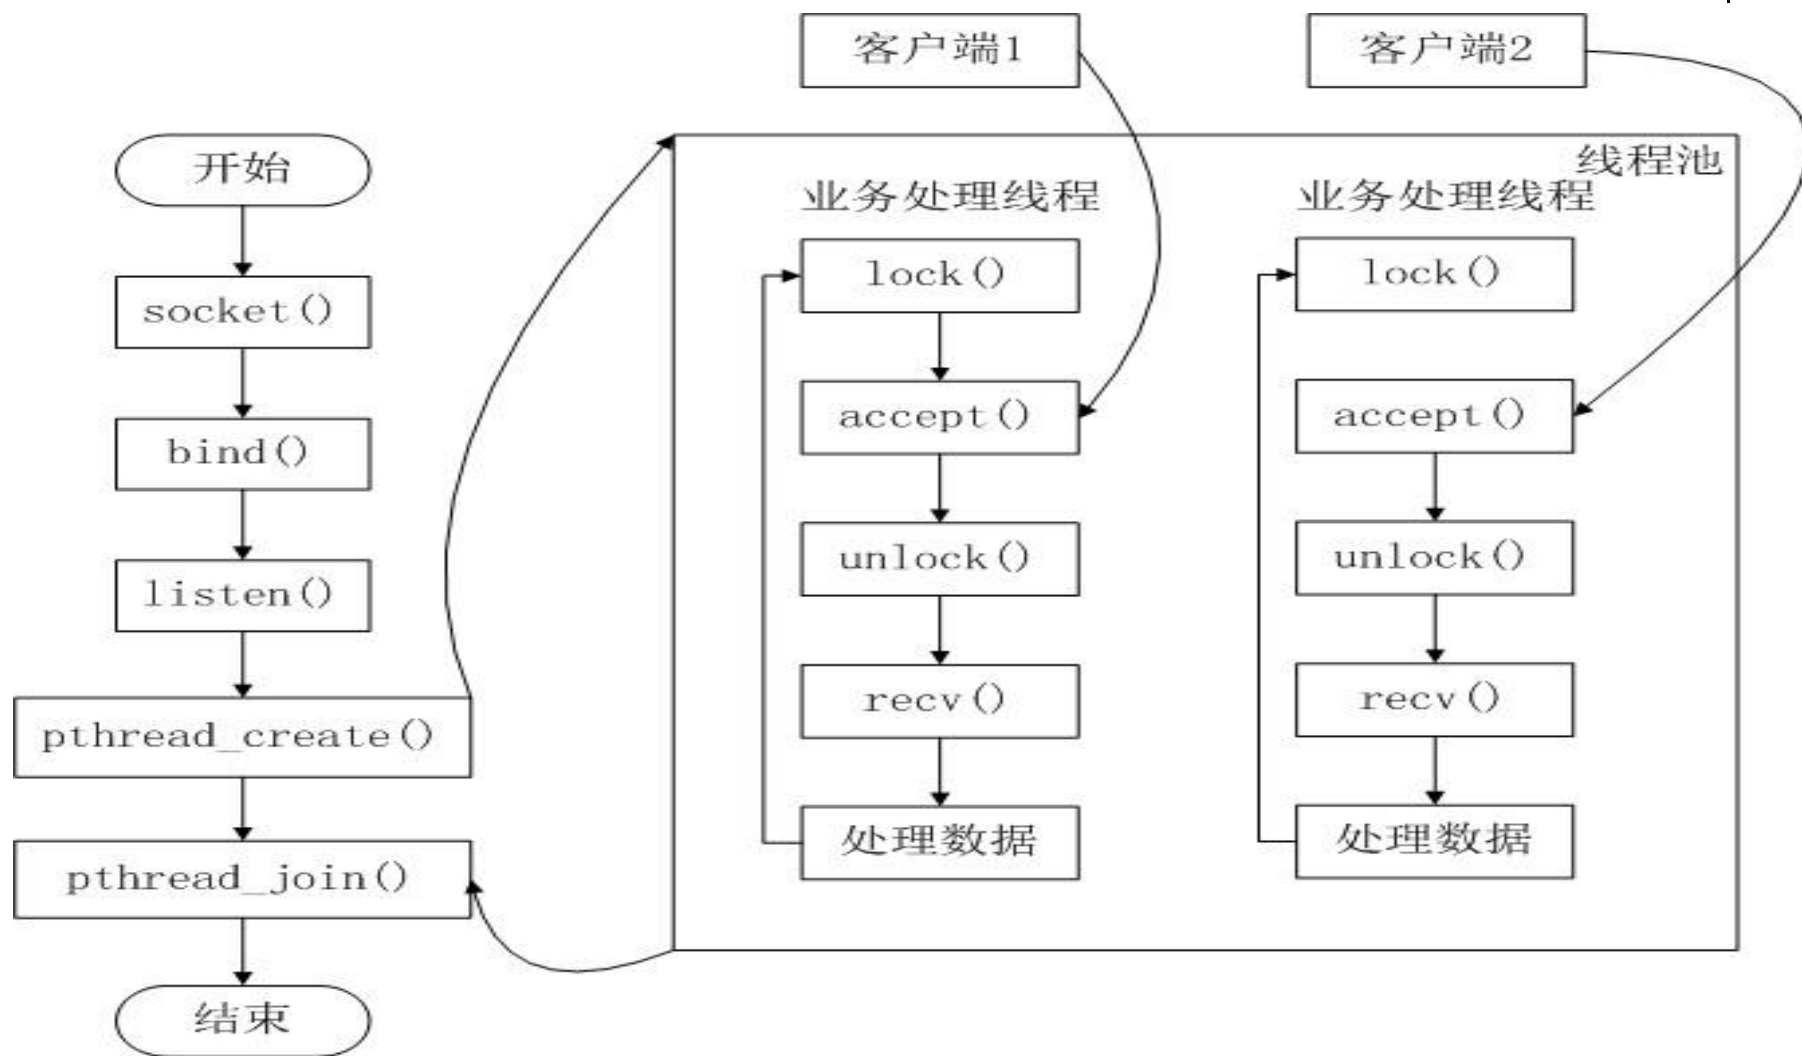 客户端1
客户端2
开始
socket()
bind()
listen()
pthread_create()
pthread_join()
结束
线程池
业务处理线程
lock()
accept()
unlock()
recv()
处理数据
业务处理线程
lock()
accept()
unlock()
recv()
处理数据